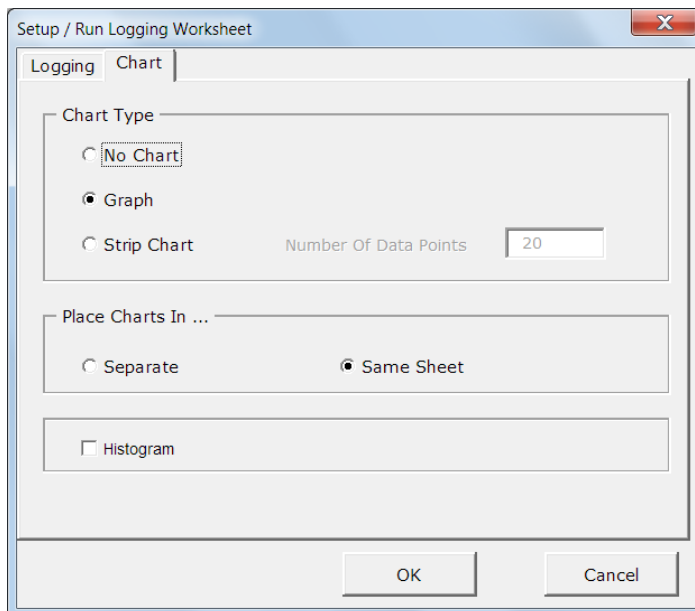 Setup / Run Logging Worksheet
Logging Chart
Chart Type
No Chart
Graph
Strip Chart Number Of Data Points 20
Place Charts In ...
Separate Same Sheet
Histogram
OK Cancel